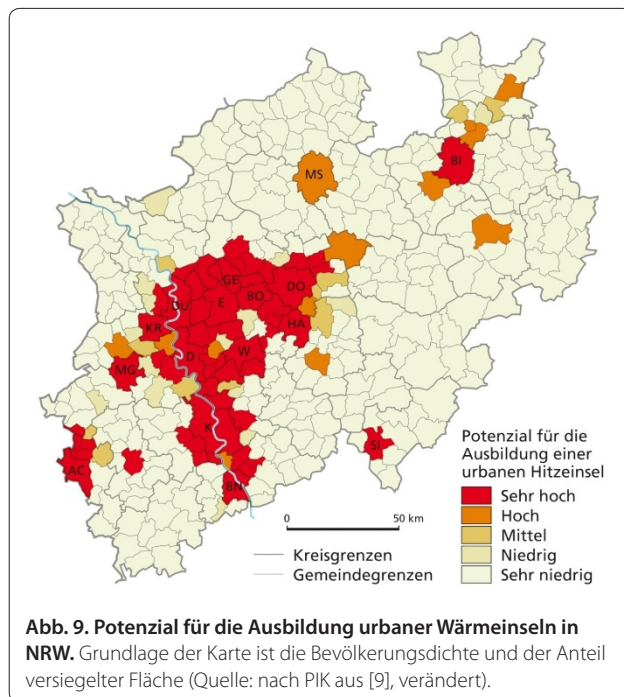 MS
BI
GE
DO
DU
E
BO
KR
HA
D
W
MG
K
SI
AC
BN
Potenzial für die
Ausbildung einer
urbanen Hitzeinsel
Sehr hoch
Hoch
Mittel
Niedrig
Sehr niedrig
0 50 km
Kreisgrenzen
Gemeindegrenzen
Abb. 9. Potenzial für die Ausbildung urbaner Wärmeinseln in
NRW. Grundlage der Karte ist die Bevölkerungsdichte und der Anteil
versiegelter Fläche (Quelle: nach PIK aus [9], verändert).